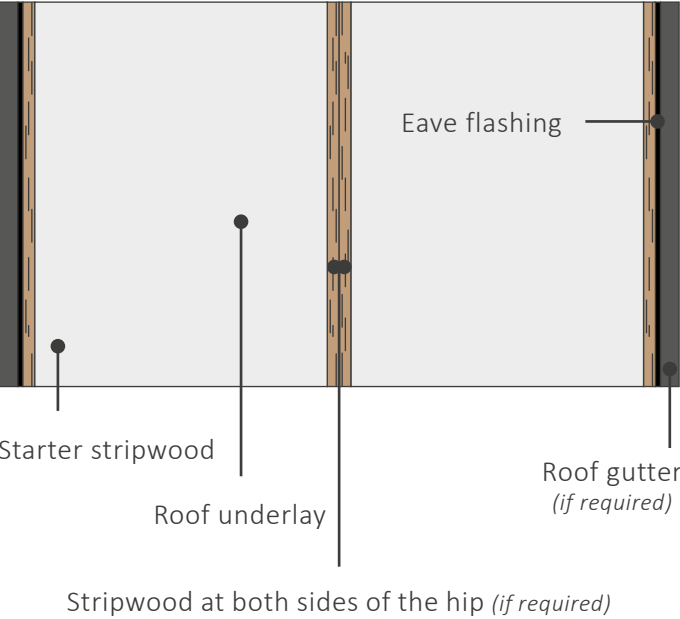 Eave flashing
Starter stripwood
Roof gutter
(if required)
Roof underlay
Stripwood at both sides of the hip (if required)